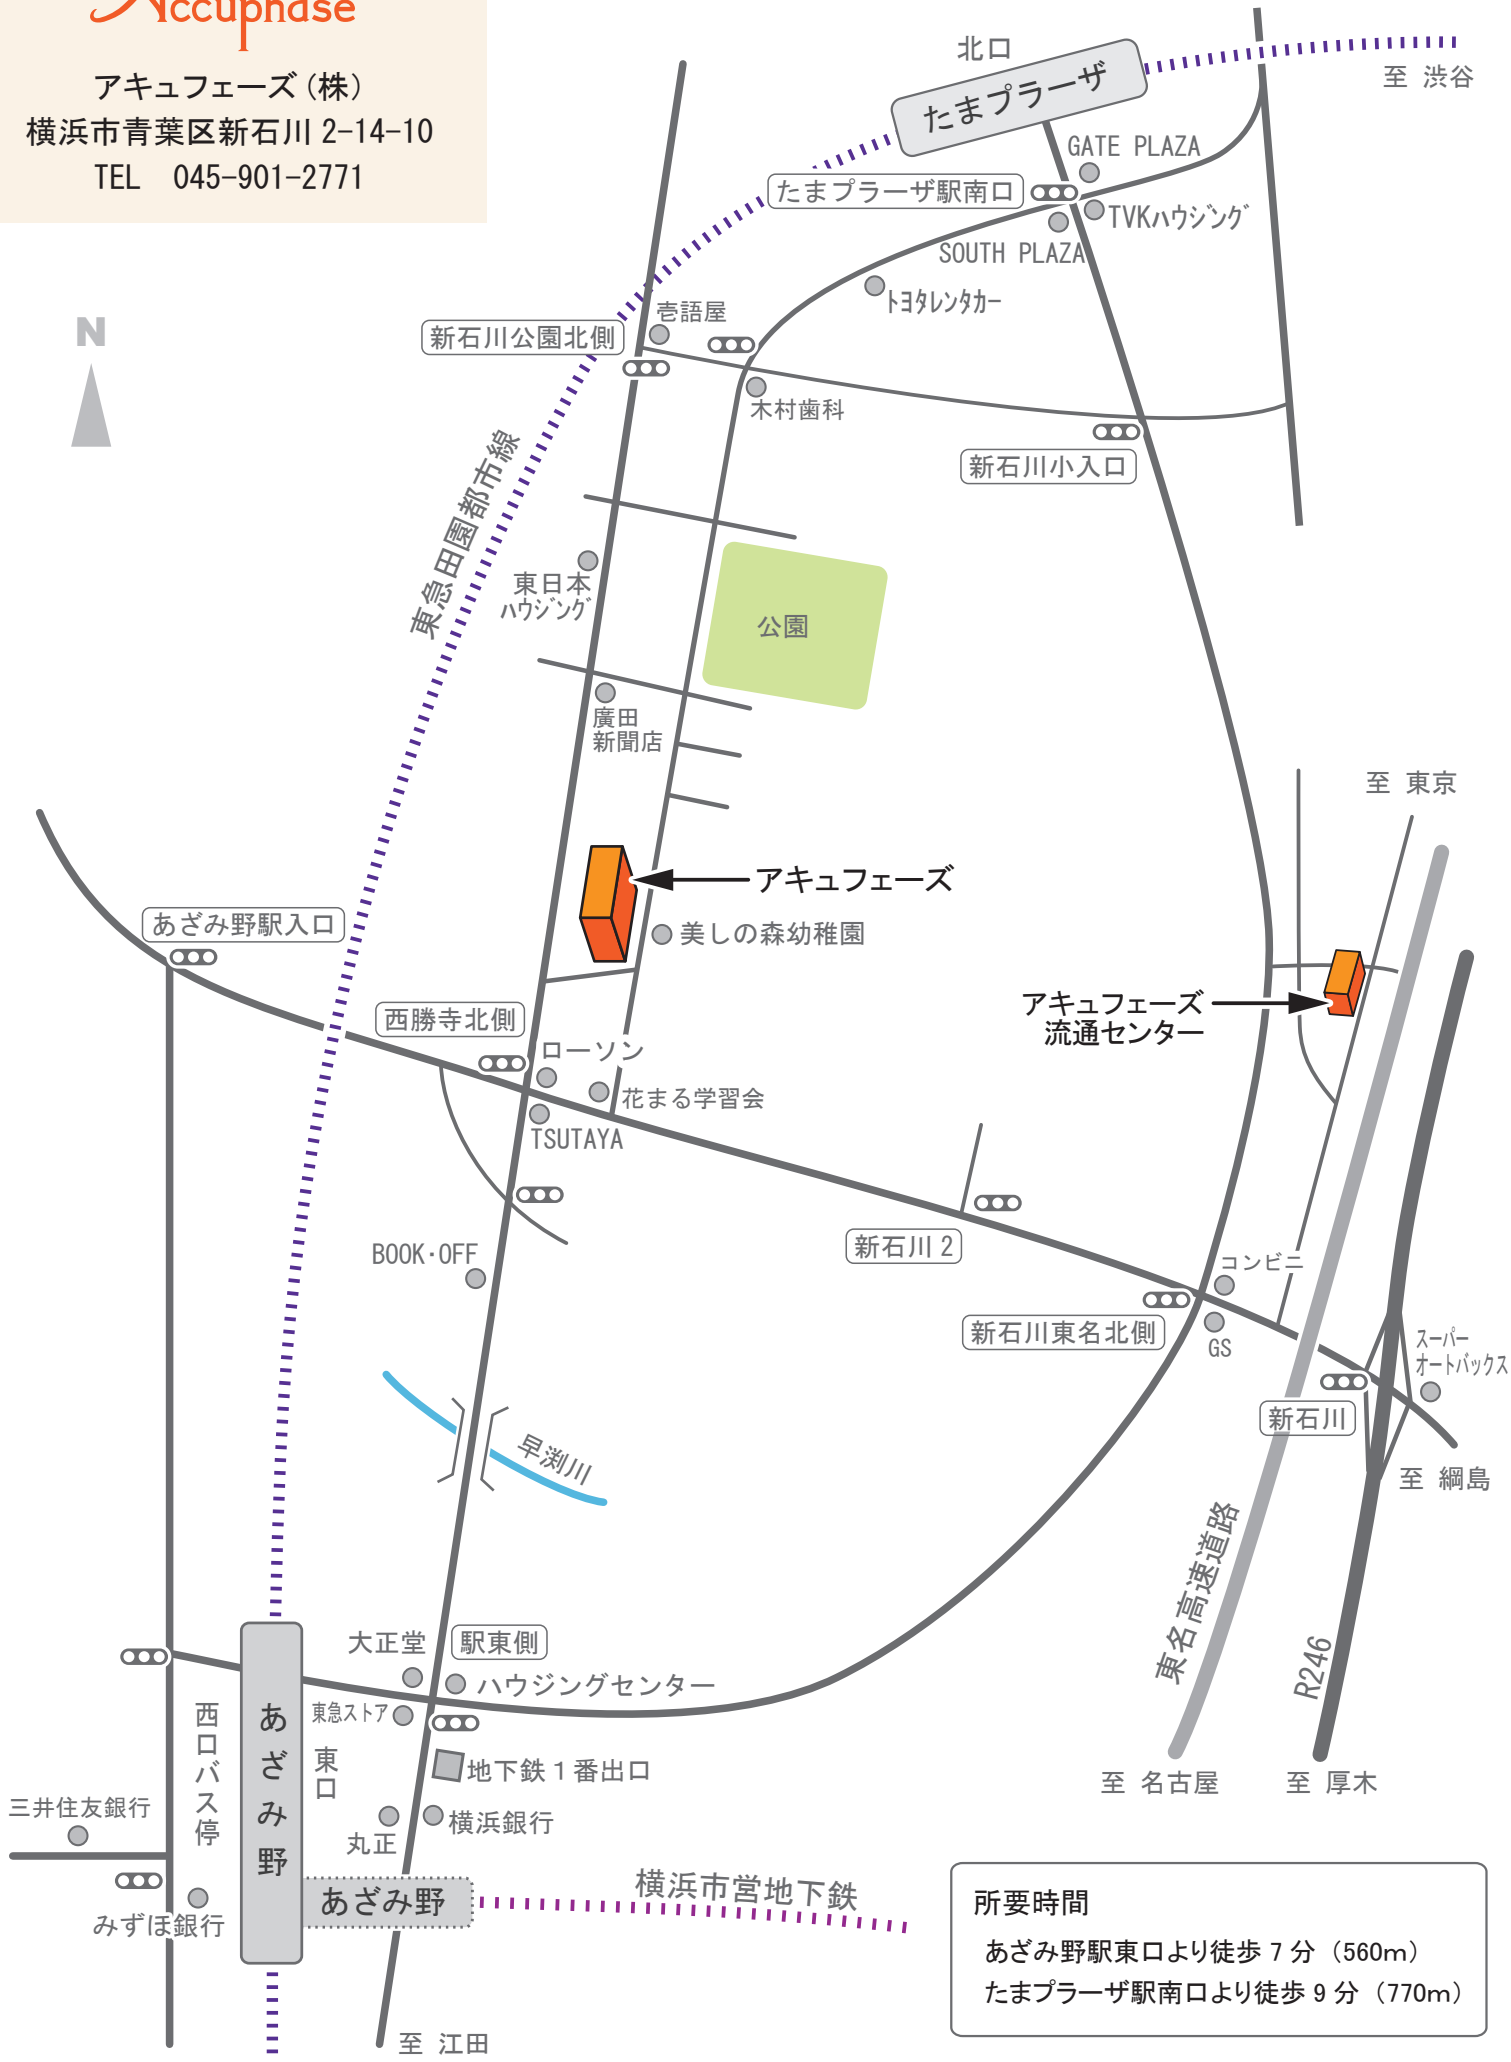 Accuphase
アキュフェーズ（株）
横浜市青葉区新石川 2-14-10
TEL　045-901-2771
N
北口
たまプラーザ
至 渋谷
GATE PLAZA
たまプラーザ駅南口
TVKハウジング
SOUTH PLAZA
トヨタレンタカー
壱語屋
新石川公園北側
木村歯科
新石川小入口
東急田園都市線
東日本
ハウジング
公園
廣田
新聞店
至 東京
アキュフェーズ
あざみ野駅入口
美しの森幼稚園
アキュフェーズ
流通センター
西勝寺北側
ローソン
花まる学習会
TSUTAYA
BOOK･OFF
新石川 2
コンビニ
新石川東名北側
GS
スーパー
オートバックス
新石川
早渕川
至 綱島
東名高速道路
R246
大正堂
駅東側
ハウジングセンター
東急ストア
西口バス停
あざみ野
東口
地下鉄 1 番出口
至 名古屋
至 厚木
三井住友銀行
横浜銀行
丸正
みずほ銀行
あざみ野
横浜市営地下鉄
所要時間
あざみ野駅東口より徒歩 7 分（560m）
たまプラーザ駅南口より徒歩 9 分（770m）
至 江田